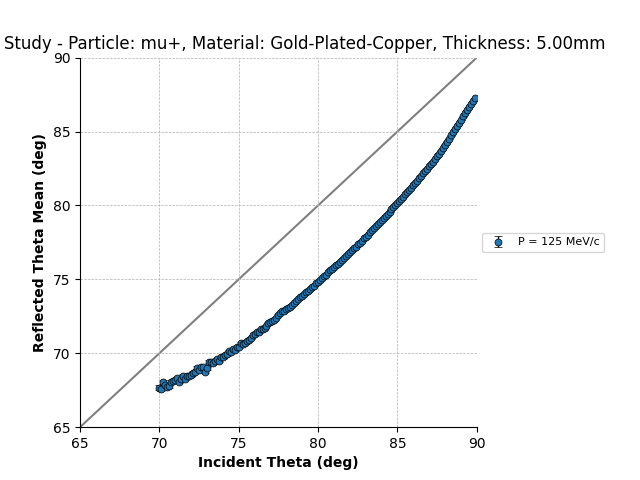 Study - Particle: mu+, Material: Gold-Plated-Copper, Thickness: 5.00mm
90
85
80
75
70
65
65 70 75 80 85 90
Reflected Theta Mean (deg)
Incident Theta (deg)
P = 125 MeV/c